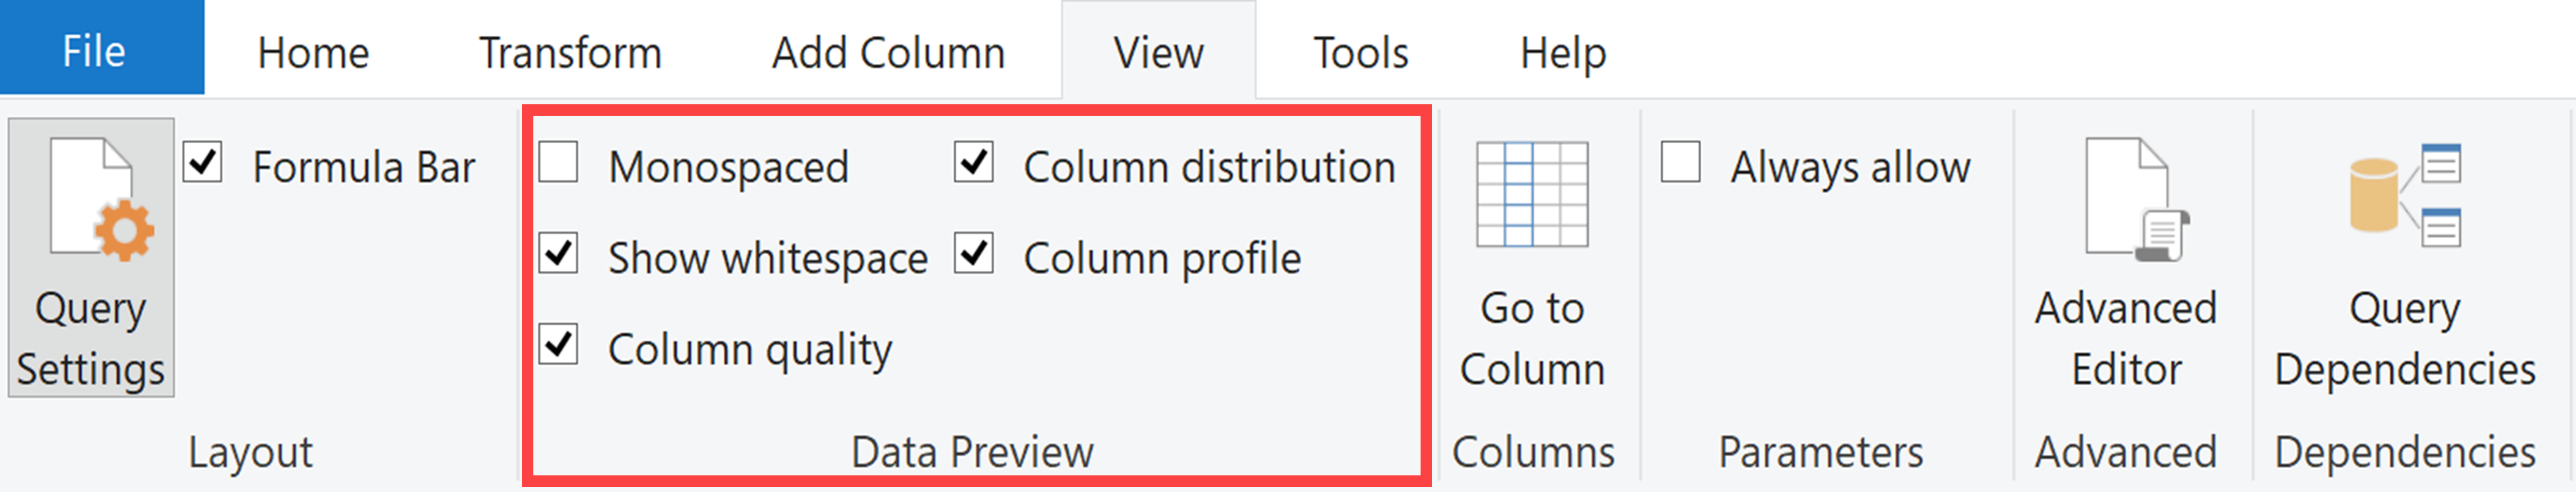 File Home Transform Add Column View Tools Help
Query
Settings
Formula Bar
Layout
Monospaced
Show whitespace
Column quality
Column distribution
Column profile
Data Preview
Go to
Column
Columns
Always allow
Parameters
Advanced
Editor
Advanced
Query
Dependencies
Dependencies